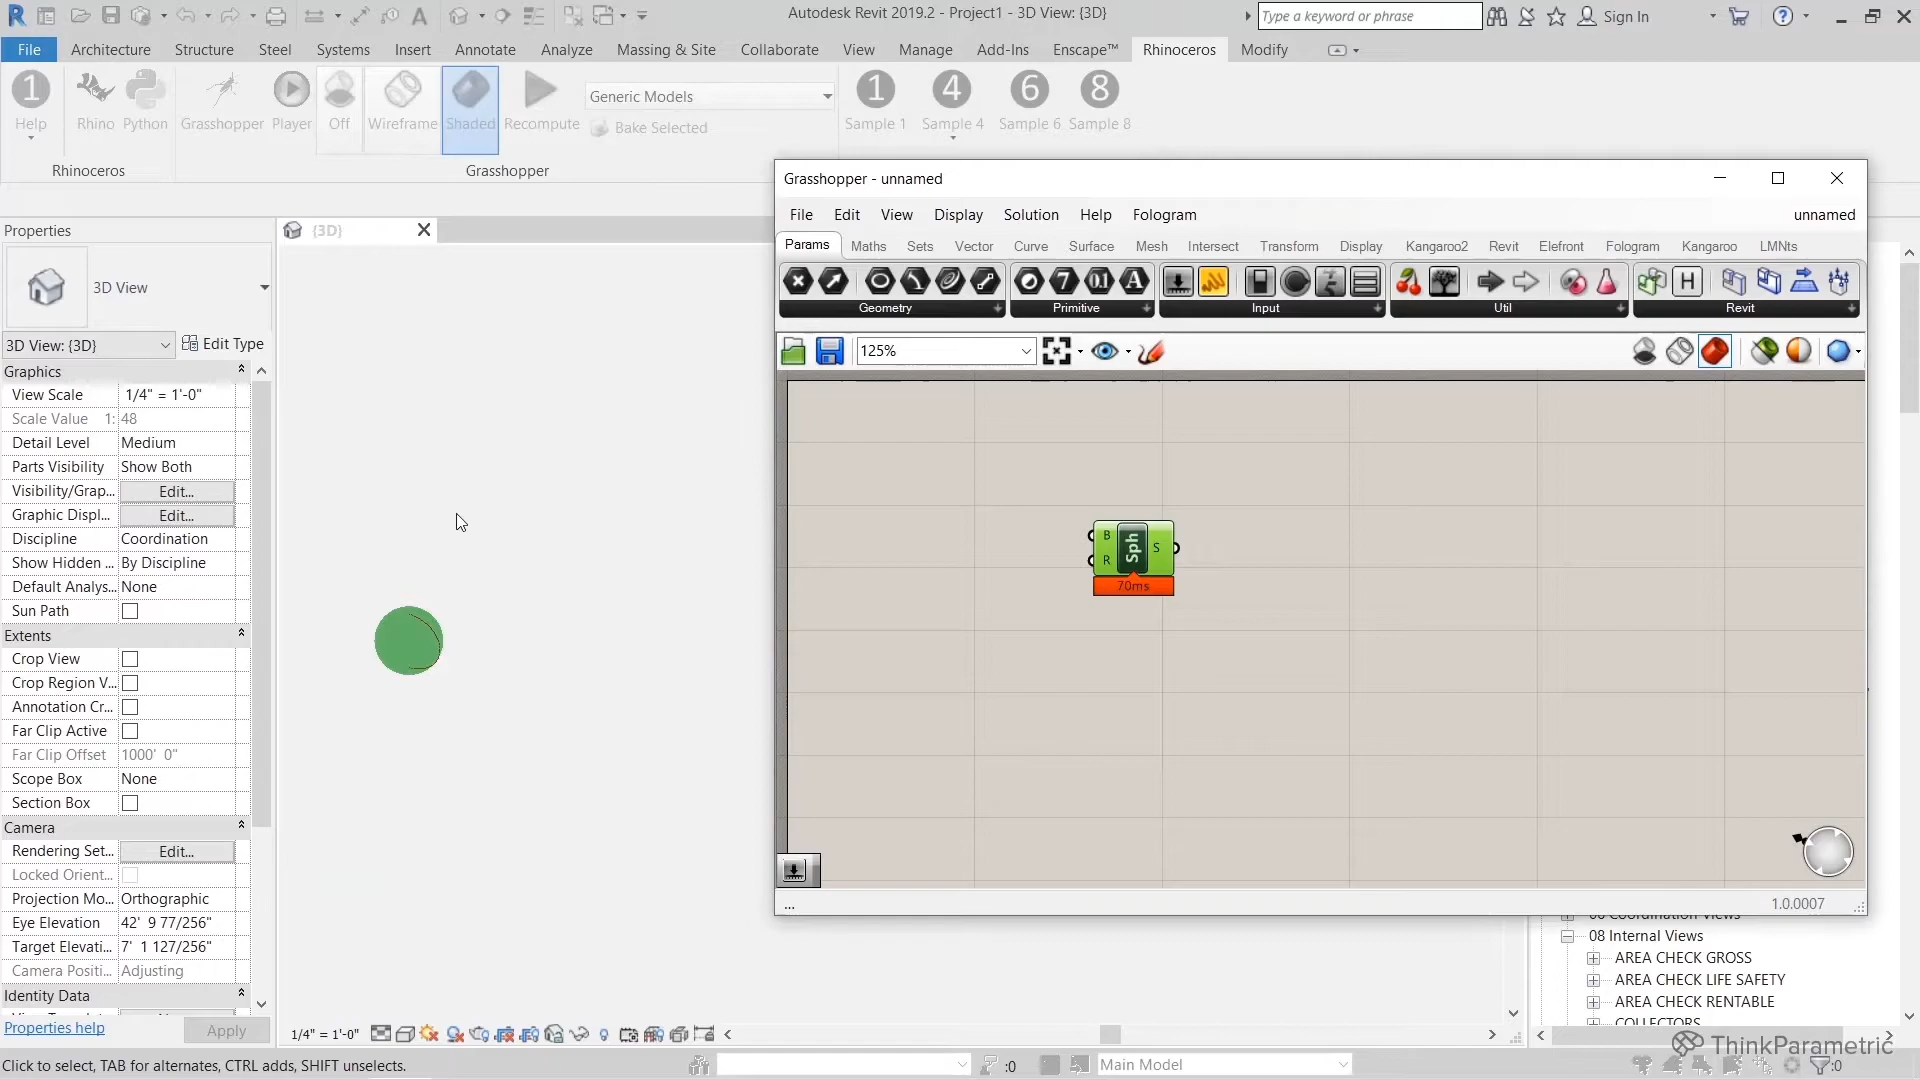 Autodesk Revit 2019.2 - Project1 - 3D View: {3D}
Type a keyword or phrase
Sign In
File Architecture Structure Steel Systems Insert Annotate Analyze Massing & Site Collaborate View Manage Add-Ins Enscape™ Rhinoceros Modify
Generic Models
Help Rhino Python Grasshopper Player Off Wireframe Shaded Recompute Bake Selected
1 1 4 6 8
Sample 1 Sample 4 Sample 6 Sample 8
Rhinoceros Grasshopper
Grasshopper - unnamed
File Edit View Display Solution Help Fologram unnamed
Params Maths Sets Vector Curve Surface Mesh Intersect Transform Display Kangaroo2 Revit Elefront Fologram Kangaroo LMNts
Geometry Primitive Input Util Revit
125%
B
R
Sph
S
70ms
...
1.0.0007
Properties
{3D}
3D View
3D View: {3D} Edit Type
Graphics
View Scale 1/4" = 1'-0"
Scale Value 1: 48
Detail Level Medium
Parts Visibility Show Both
Visibility/Grap... Edit...
Graphic Displ... Edit...
Discipline Coordination
Show Hidden ... By Discipline
Default Analys... None
Sun Path
Extents
Crop View
Crop Region V...
Annotation Cr...
Far Clip Active
Far Clip Offset 1000' 0"
Scope Box None
Section Box
Camera
Rendering Set... Edit...
Locked Orient...
Projection Mo... Orthographic
Eye Elevation 42' 9 77/256"
Target Elevati... 7' 1 127/256"
Camera Positi... Adjusting
Identity Data
Properties help Apply
1/4" = 1'-0"
08 Internal Views
AREA CHECK GROSS
AREA CHECK LIFE SAFETY
AREA CHECK RENTABLE
COLLECTORS
ThinkParametric
Click to select, TAB for alternates, CTRL adds, SHIFT unselects.
:0
Main Model
:0